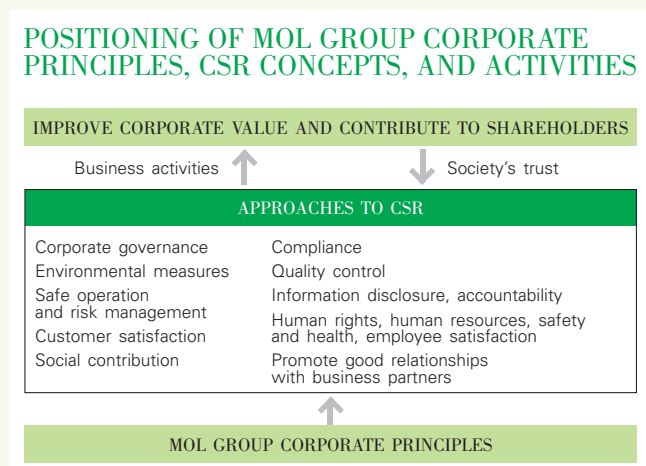 POSITIONING OF MOL GROUP CORPORATE
PRINCIPLES, CSR CONCEPTS, AND ACTIVITIES
IMPROVE CORPORATE VALUE AND CONTRIBUTE TO SHAREHOLDERS
Business activities
Society's trust
APPROACHES TO CSR
Corporate governance
Environmental measures
Safe operation
and risk management
Customer satisfaction
Social contribution
Compliance
Quality control
Information disclosure, accountability
Human rights, human resources, safety
and health, employee satisfaction
Promote good relationships
with business partners
MOL GROUP CORPORATE PRINCIPLES